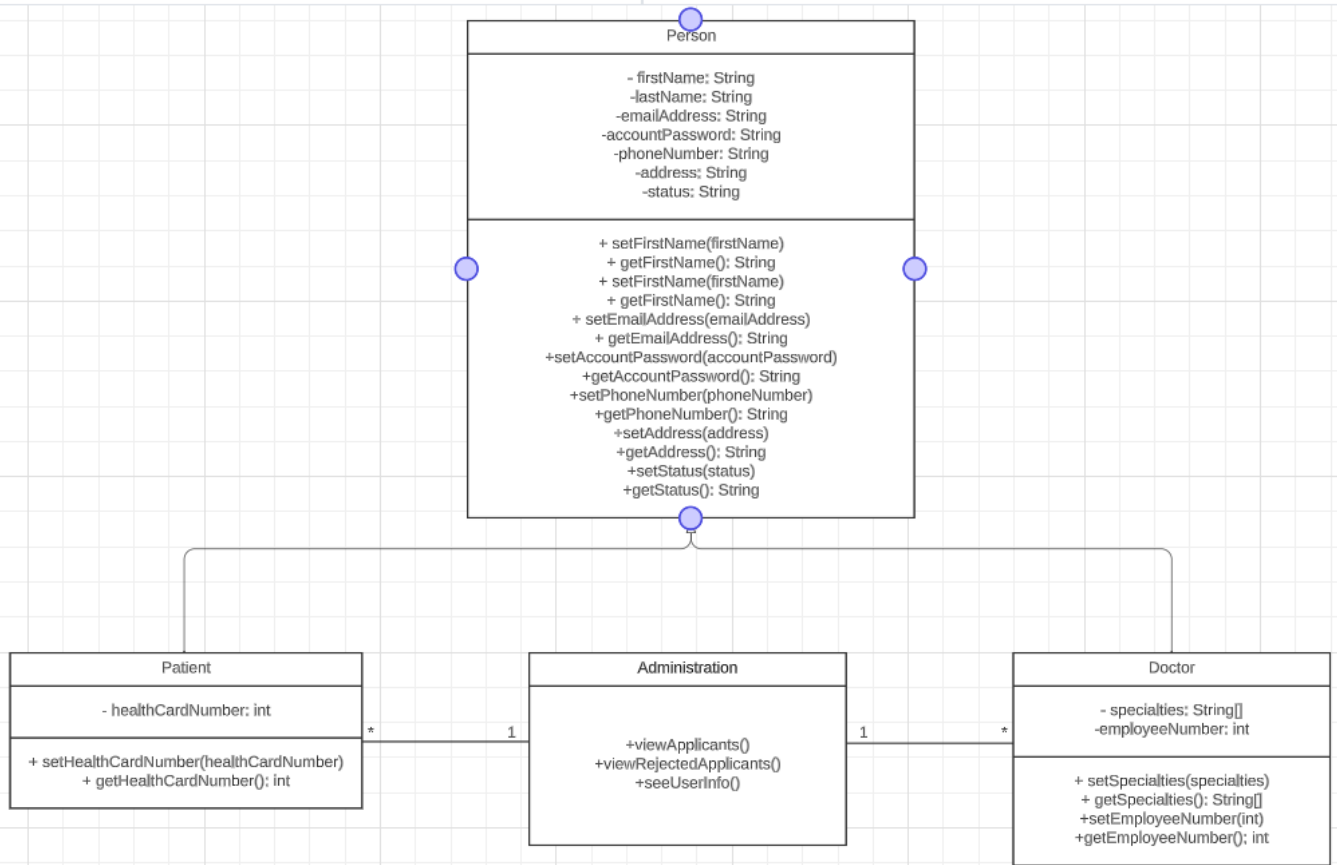 Person
- firstName: String
-lastName: String
-emailAddress: String
-accountPassword: String
-phoneNumber: String
-address: String
-status: String
+ setFirstName(firstName)
+ getFirstName(): String
+ setFirstName(firstName)
+ getFirstName(): String
+ setEmailAddress(emailAddress)
+ getEmailAddress(): String
+setAccountPassword(accountPassword)
+getAccountPassword(): String
+setPhoneNumber(phoneNumber)
+getPhoneNumber(): String
+setAddress(address)
+getAddress(): String
+setStatus(status)
+getStatus(): String
Patient
- healthCardNumber: int
+ setHealthCardNumber(healthCardNumber)
+ getHealthCardNumber(): int
* 1
Administration
+viewApplicants()
+viewRejectedApplicants()
+seeUserInfo()
1 *
Doctor
- specialties: String[]
-employeeNumber: int
+ setSpecialties(specialties)
+ getSpecialties(): String[]
+setEmployeeNumber(int)
+getEmployeeNumber(): int